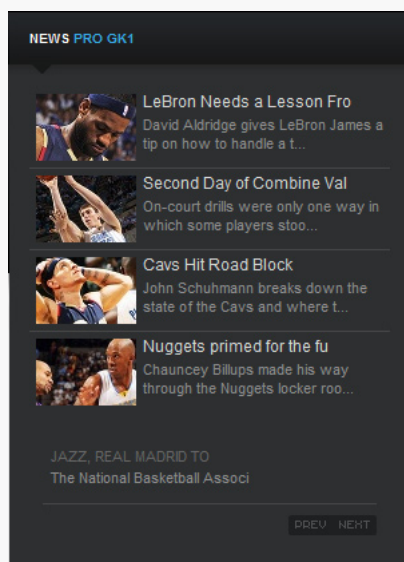 NEWS PRO GK1
LeBron Needs a Lesson Fro
David Aldridge gives LeBron James a
tip on how to handle a t...
Second Day of Combine Val
On-court drills were only one way in
which some players stoo...
Cavs Hit Road Block
John Schuhmann breaks down the
state of the Cavs and where t...
Nuggets primed for the fu
Chauncey Billups made his way
through the Nuggets locker roo...
JAZZ, REAL MADRID TO
The National Basketball Associ
PREV NEXT